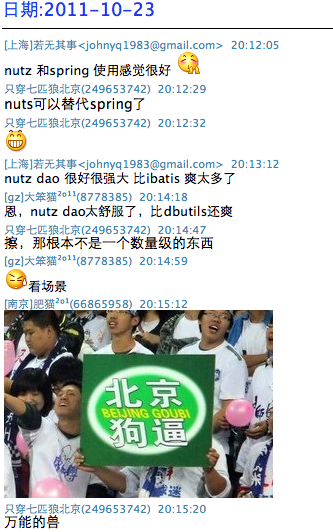 日期:2011-10-23
[上海]若无其事<johnyq1983@gmail.com> 20:12:05
nutz 和spring 使用感觉很好
只穿七匹狼北京(249653742) 20:12:29
nuts可以替代spring了
只穿七匹狼北京(249653742) 20:12:32
[上海]若无其事<johnyq1983@gmail.com> 20:13:12
nutz dao 很好很强大 比ibatis 爽太多了
[gz]大笨猫²o¹¹(8778385) 20:14:18
恩，nutz dao太舒服了，比dbutils还爽
只穿七匹狼北京(249653742) 20:14:47
擦，那根本不是一个数量级的东西
[gz]大笨猫²o¹¹(8778385) 20:14:59
看场景
[南京]肥猫²o¹(66865958) 20:15:12
北京
BEIJING GOUBI
狗逼
只穿七匹狼北京(249653742) 20:15:20
万能的兽